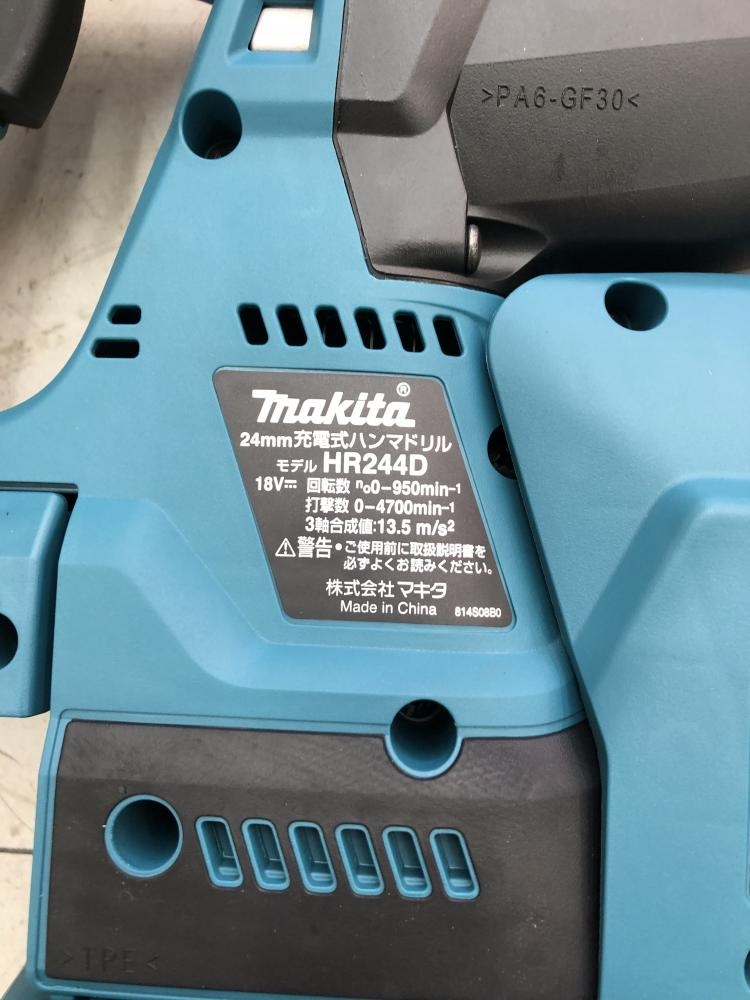 >PA6-GF30<
makita®
24mm充電式ハンマドリル
モデル HR244D
18V⎓ 回転数 n₀0-950min-1
打撃数 0-4700min-1
3軸合成値:13.5 m/s2
⚠警告・ご使用前に取扱説明書を
必ずよくお読みください。
株式会社 マキタ
Made in China 814S08B0
>TPE<